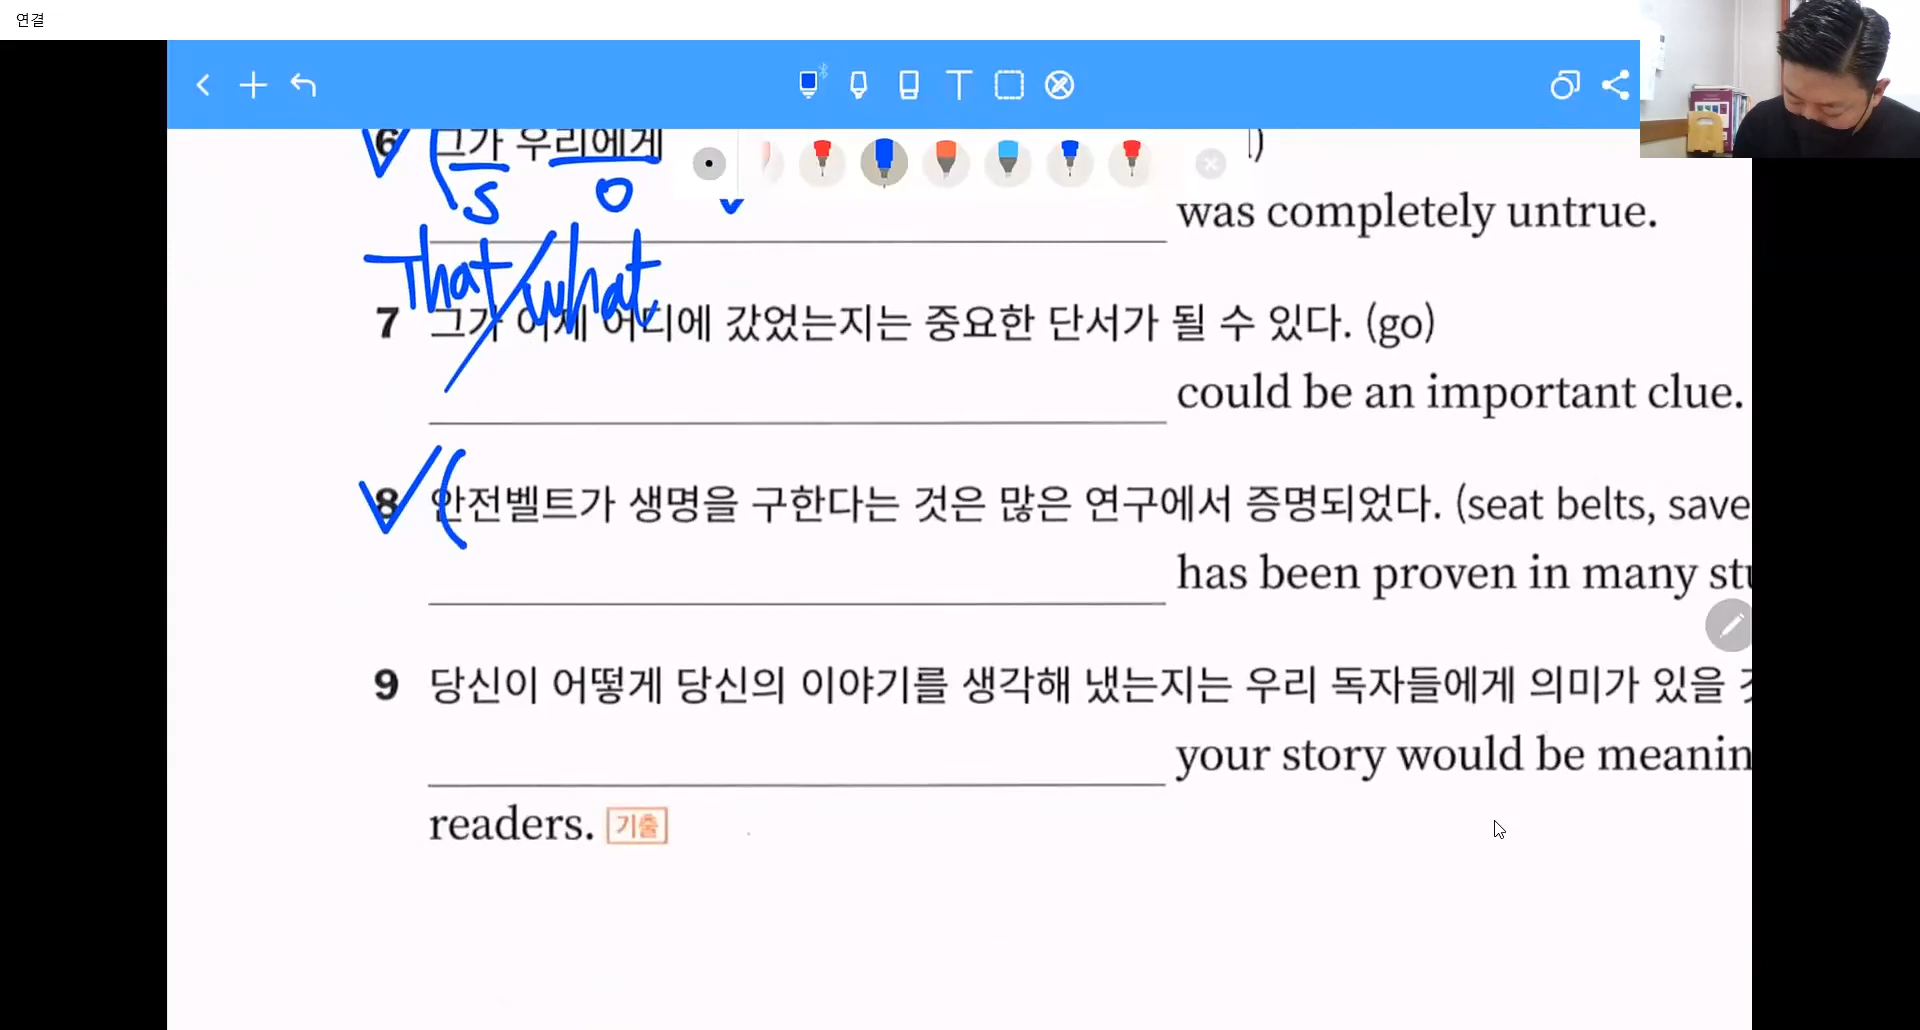 연결
6 그가 우리에게 )
S O
was completely untrue.
That/what
7 그가 어제 어디에 갔었는지는 중요한 단서가 될 수 있다. (go)
could be an important clue.
8 (안전벨트가 생명을 구한다는 것은 많은 연구에서 증명되었다. (seat belts, save
has been proven in many
9 당신이 어떻게 당신의 이야기를 생각해 냈는지는 우리 독자들에게 의미가 있을
your story would be
readers. 기출